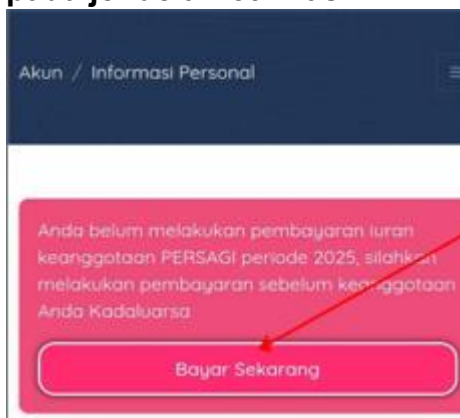 Akun / Informasi Personal
Anda belum melakukan pembayaran iuran
keanggotaan PERSAGI periode 2025, silahkan
melakukan pembayaran sebelum keanggotaan
Anda Kadaluarsa
Bayar Sekarang